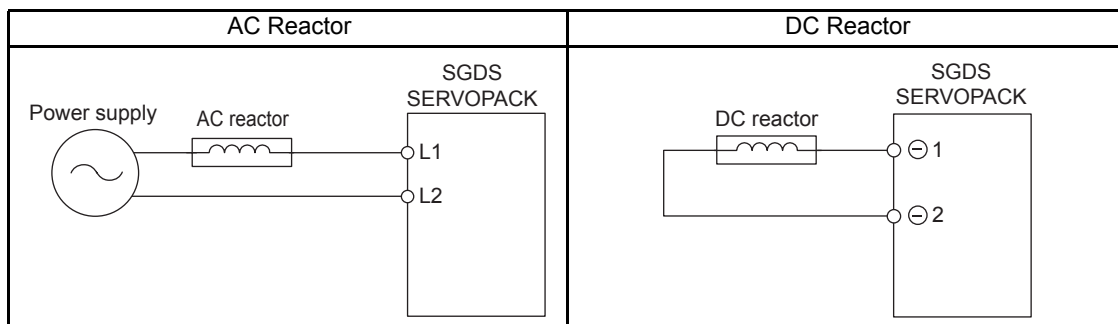 AC Reactor
DC Reactor
SGDS
SERVOPACK
Power supply
AC reactor
L1
L2
SGDS
SERVOPACK
DC reactor
⊖ 1
⊖ 2